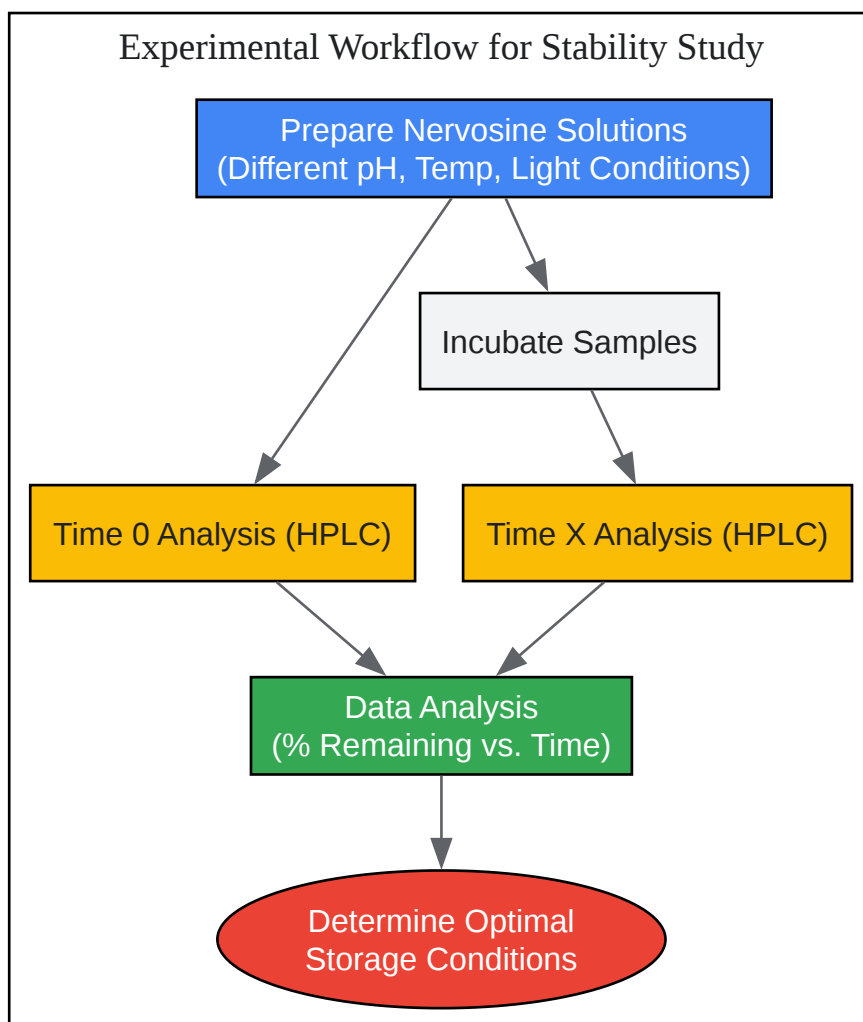 Experimental Workflow for Stability Study
Prepare Nervosine Solutions
(Different pH, Temp, Light Conditions)
Incubate Samples
Time 0 Analysis (HPLC)
Time X Analysis (HPLC)
Data Analysis
(% Remaining vs. Time)
Determine Optimal
Storage Conditions